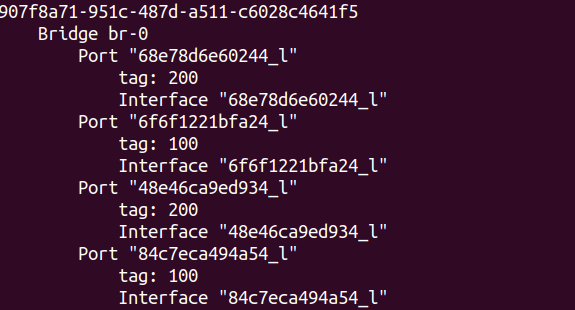 907f8a71-951c-487d-a511-c6028c4641f5
Bridge br-0
Port "68e78d6e60244_l"
tag: 200
Interface "68e78d6e60244_l"
Port "6f6f1221bfa24_l"
tag: 100
Interface "6f6f1221bfa24_l"
Port "48e46ca9ed934_l"
tag: 200
Interface "48e46ca9ed934_l"
Port "84c7eca494a54_l"
tag: 100
Interface "84c7eca494a54_l"